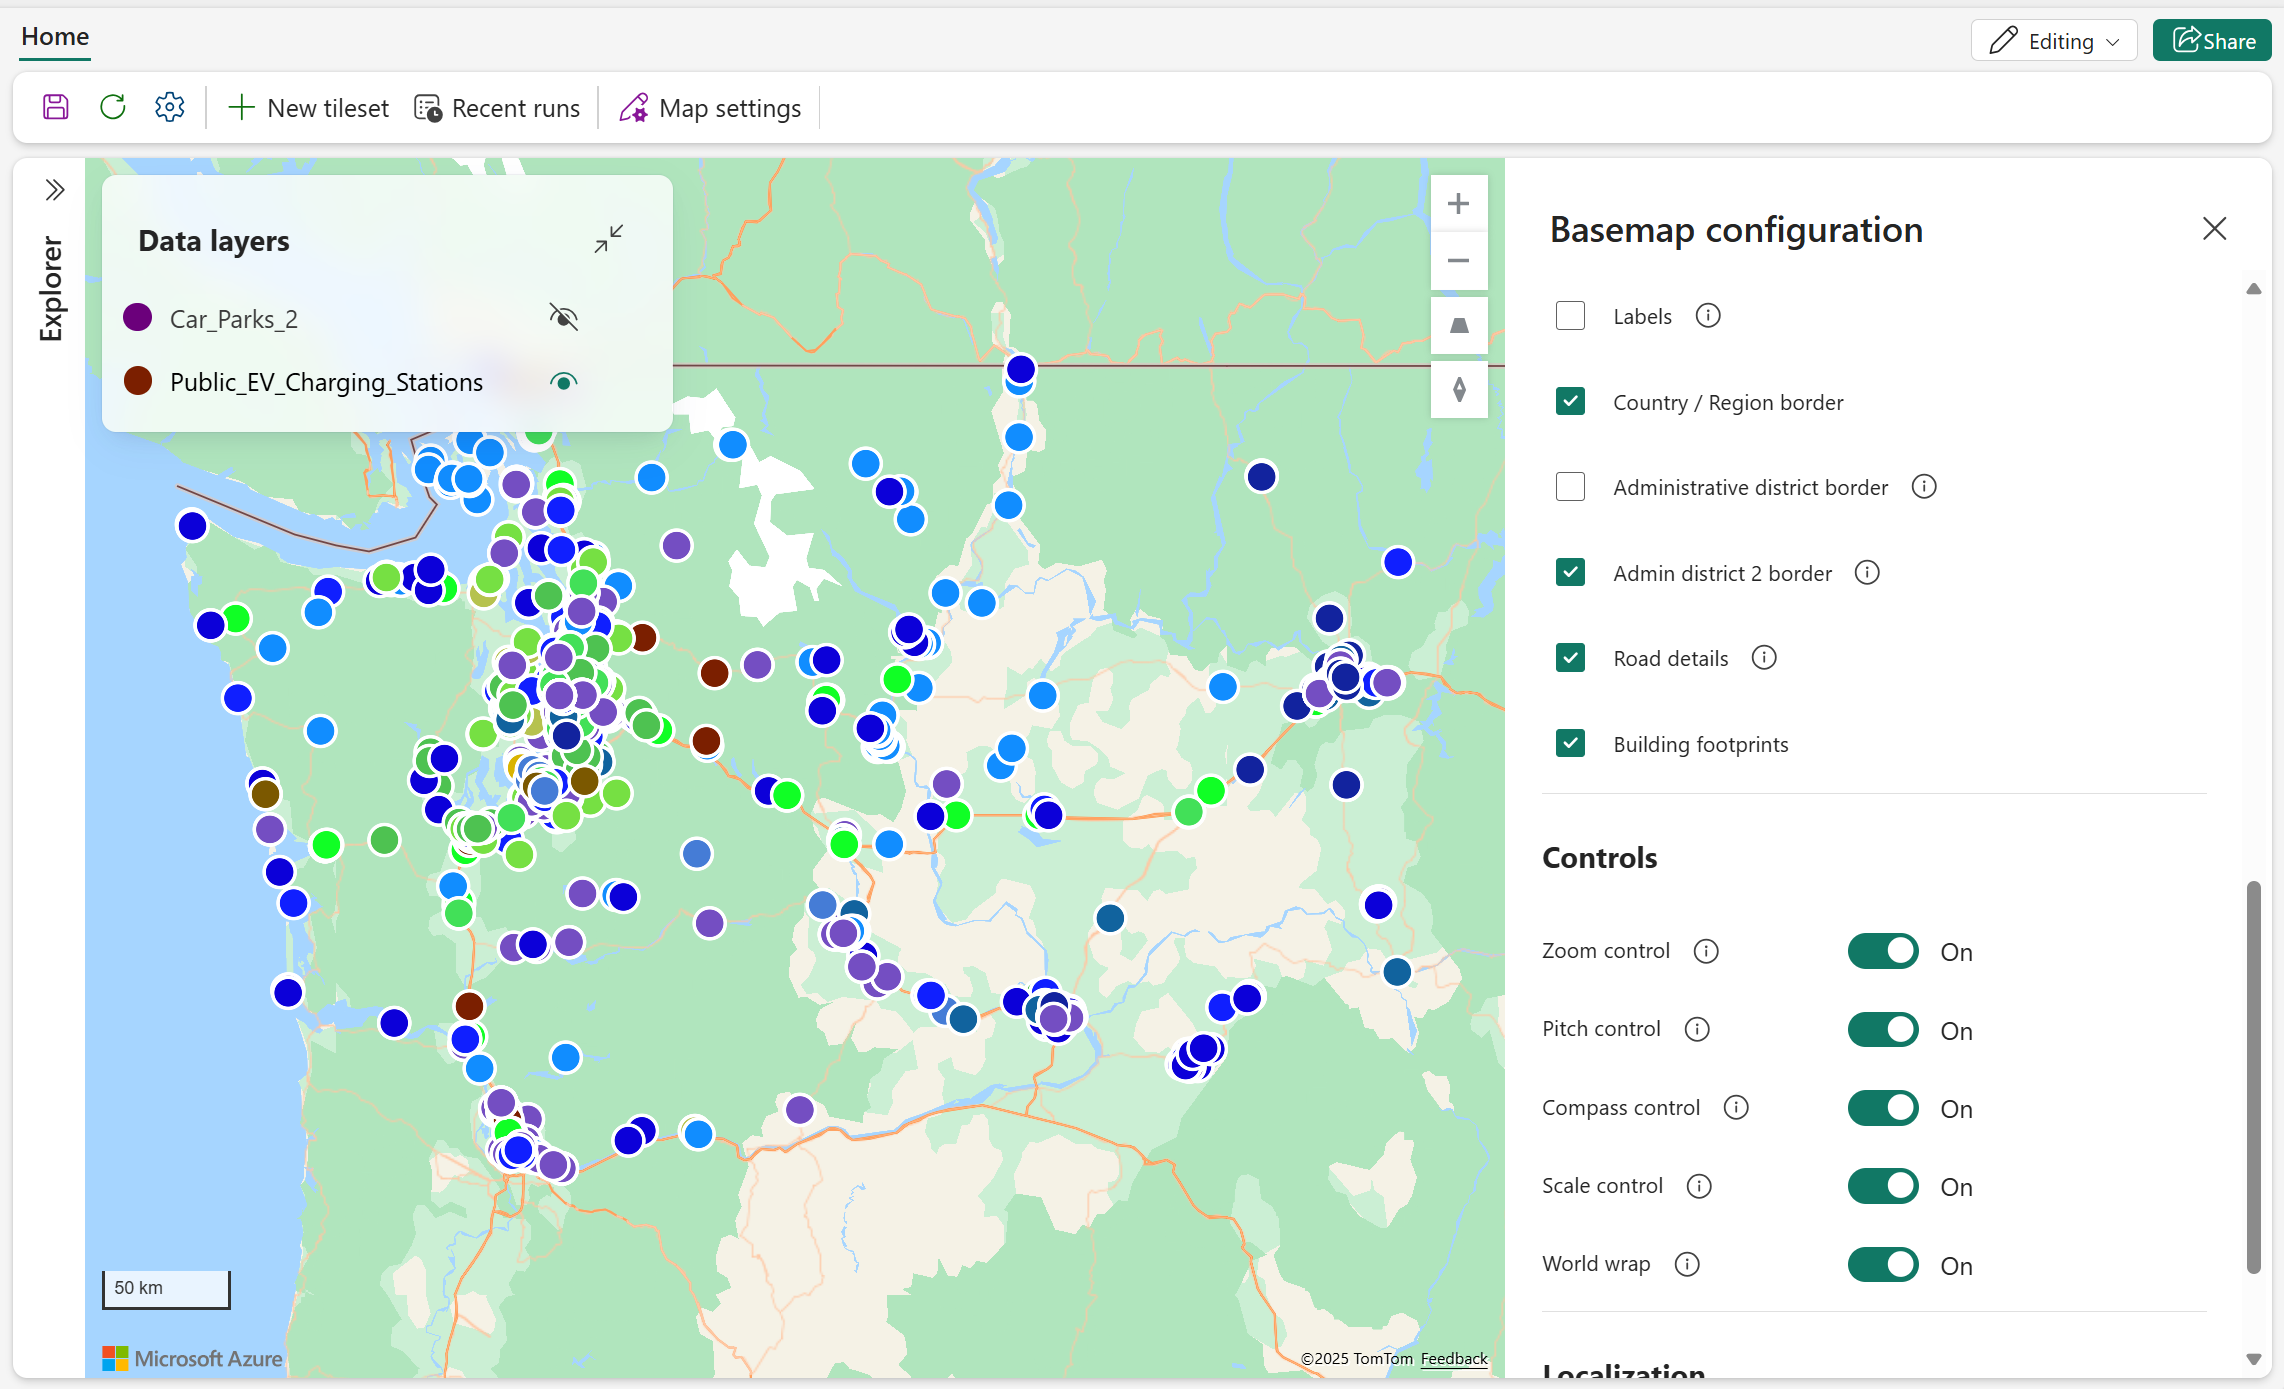 Home
Editing
Share
New tileset
Recent runs
Map settings
Explorer
Data layers
Car_Parks_2
Public_EV_Charging_Stations
50 km
Microsoft Azure
©2025 TomTom Feedback
Basemap configuration
Labels
Country / Region border
Administrative district border
Admin district 2 border
Road details
Building footprints
Controls
Zoom control On
Pitch control On
Compass control On
Scale control On
World wrap On
Localization